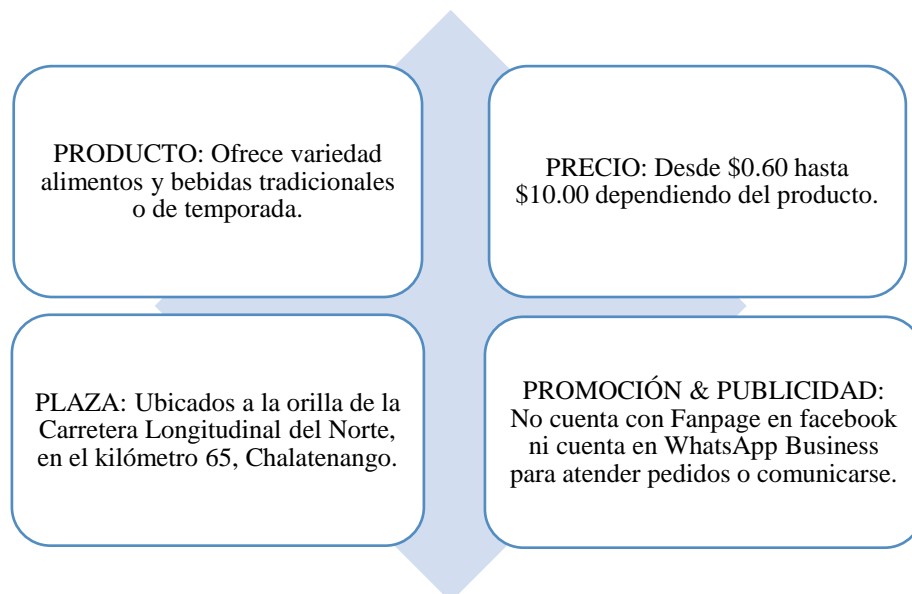 PRODUCTO: Ofrece variedad
alimentos y bebidas tradicionales
o de temporada.
PRECIO: Desde $0.60 hasta
$10.00 dependiendo del producto.
PLAZA: Ubicados a la orilla de la
Carretera Longitudinal del Norte,
en el kilómetro 65, Chalatenango.
PROMOCIÓN & PUBLICIDAD:
No cuenta con Fanpage en facebook
ni cuenta en WhatsApp Business
para atender pedidos o comunicarse.